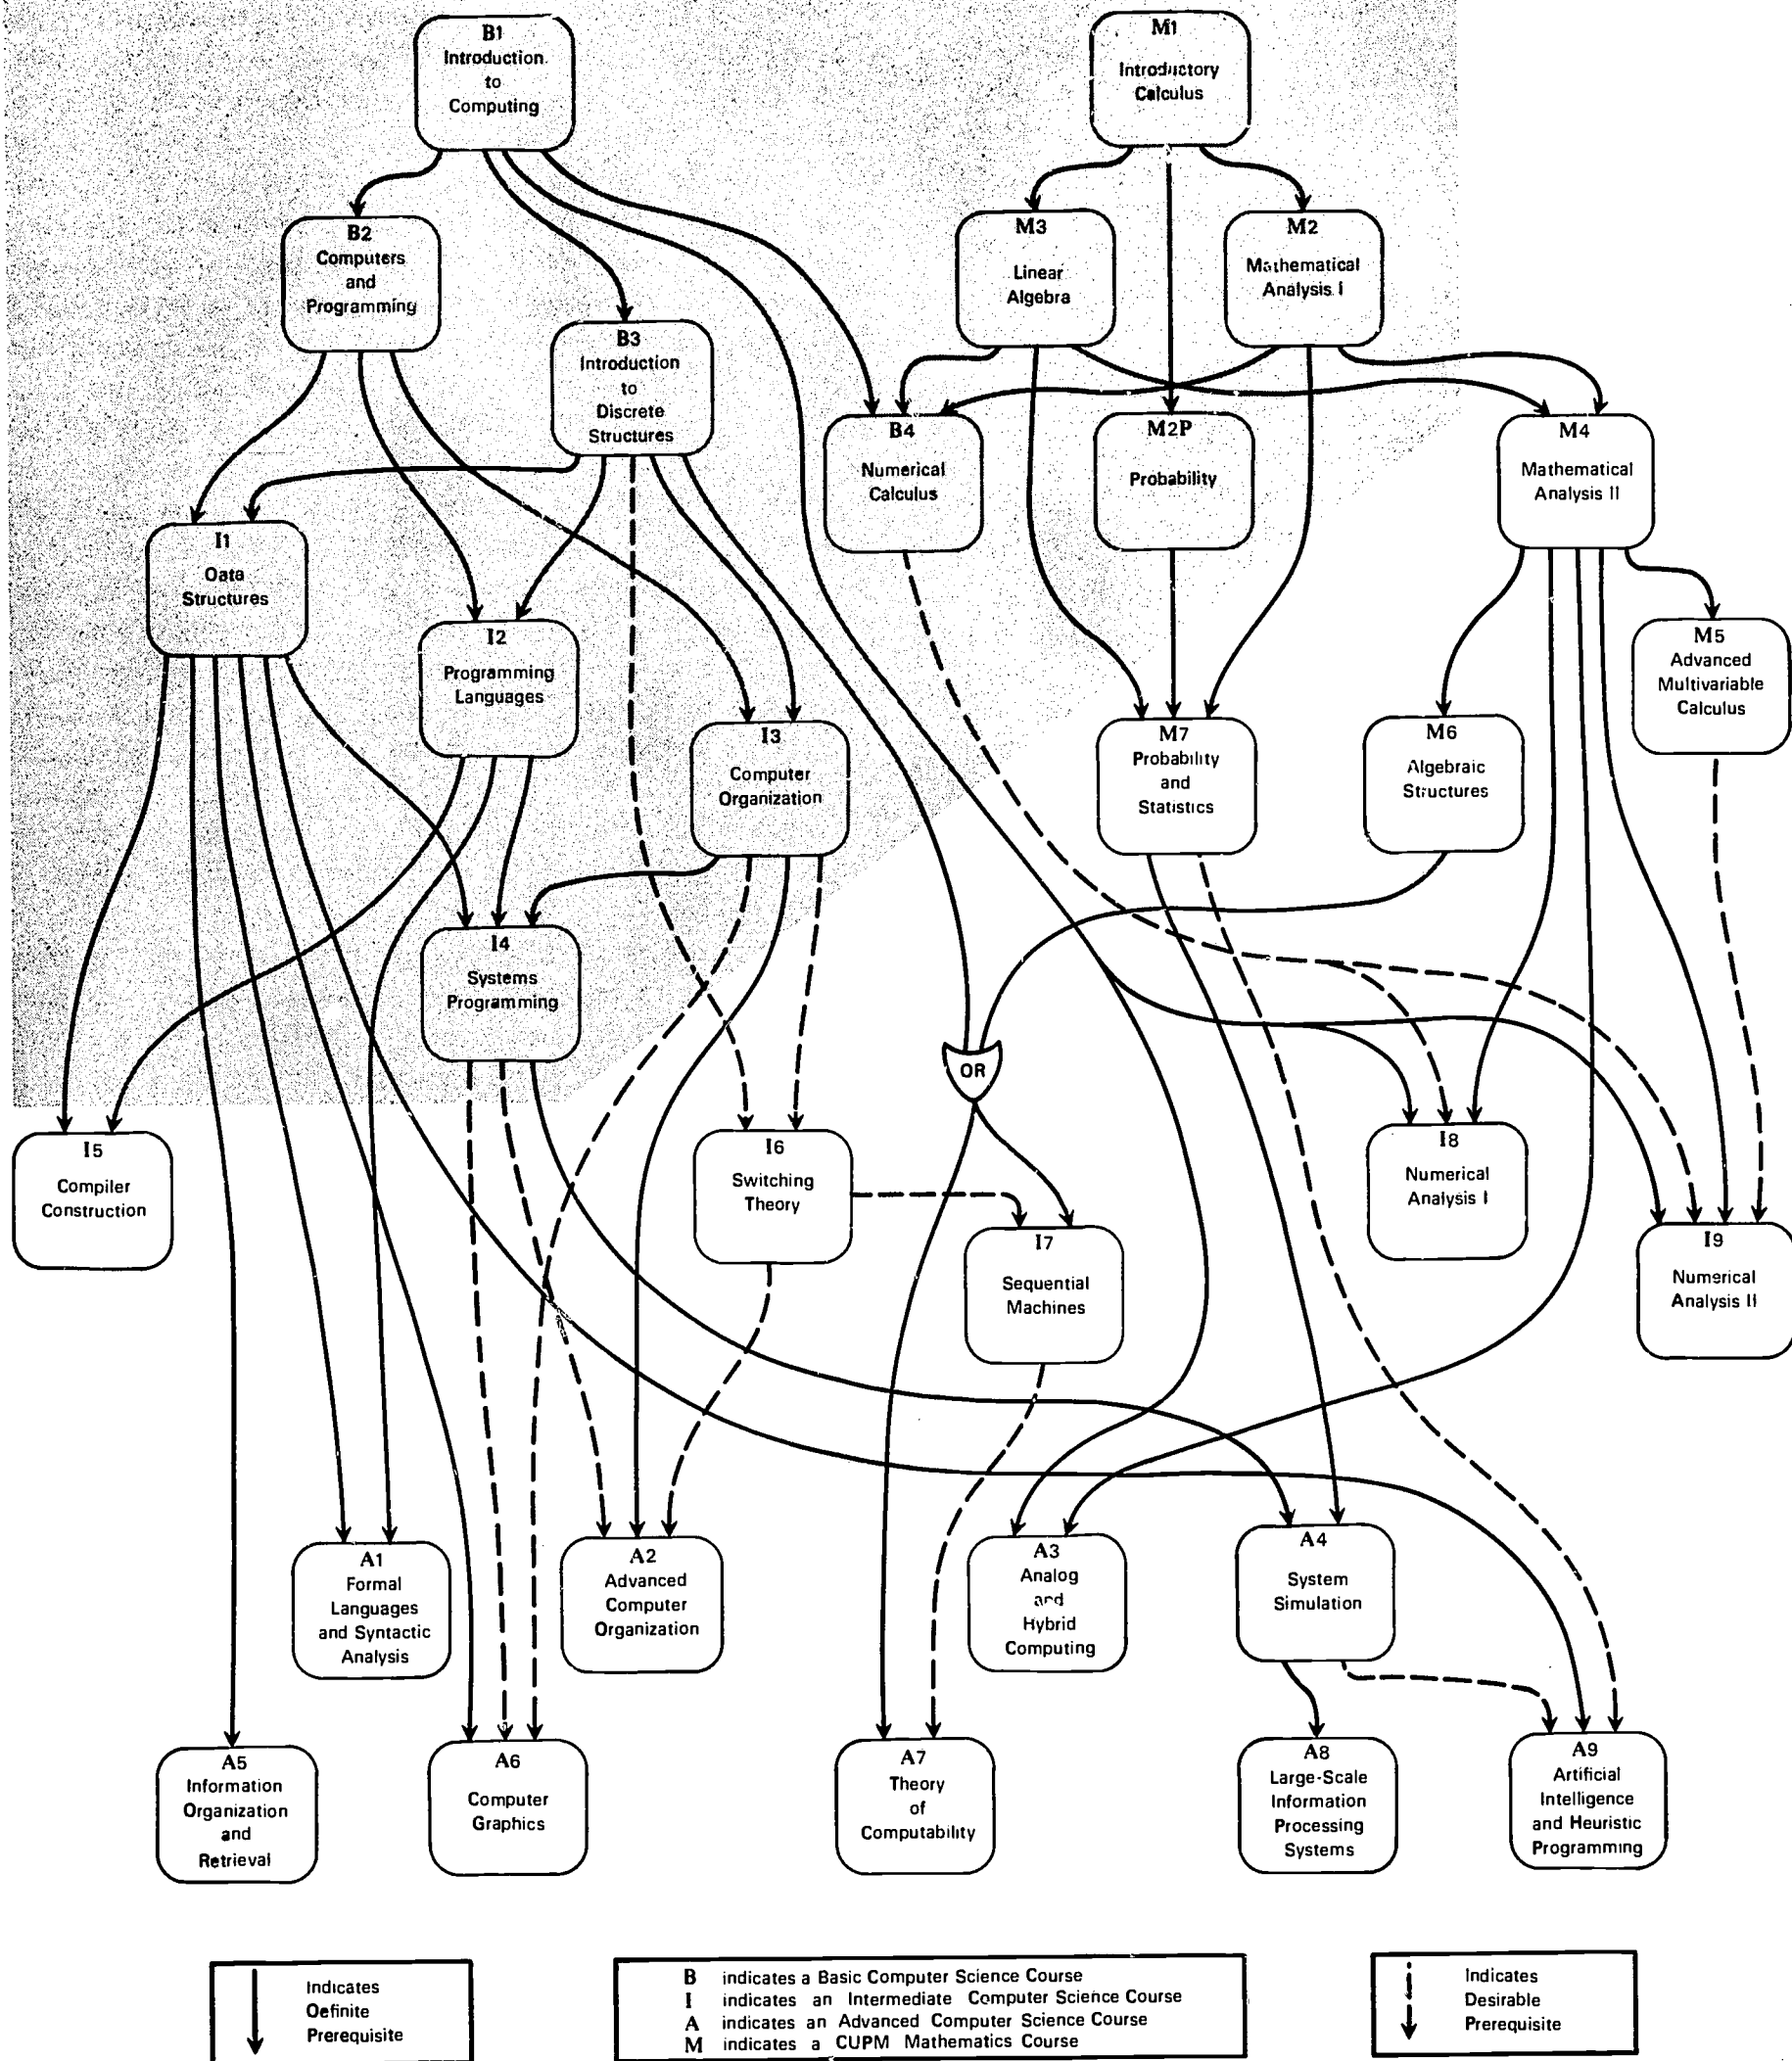 B1
Introduction
to
Computing
M1
Introductory
Calculus
B2
Computers
and
Programming
M3
Linear
Algebra
M2
Mathematical
Analysis I
B3
Introduction
to
Discrete
Structures
B4
Numerical
Calculus
M2P
Probability
M4
Mathematical
Analysis II
I1
Oata
Structures
I2
Programming
Languages
M5
Advanced
Multivariable
Calculus
I3
Computer
Organization
M7
Probability
and
Statistics
M6
Algebraic
Structures
I4
Systems
Programming
OR
I5
Compiler
Construction
I6
Switching
Theory
I8
Numerical
Analysis I
I7
Sequential
Machines
I9
Numerical
Analysis II
A1
Formal
Languages
and Syntactic
Analysis
A2
Advanced
Computer
Organization
A3
Analog
and
Hybrid
Computing
A4
System
Simulation
A5
Information
Organization
and
Retrieval
A6
Computer
Graphics
A7
Theory
of
Computability
A8
Large-Scale
Information
Processing
Systems
A9
Artificial
Intelligence
and Heuristic
Programming
Indicates
Oefinite
Prerequisite
B indicates a Basic Computer Science Course
I indicates an Intermediate Computer Science Course
A indicates an Advanced Computer Science Course
M indicates a CUPM Mathematics Course
Indicates
Desirable
Prerequisite